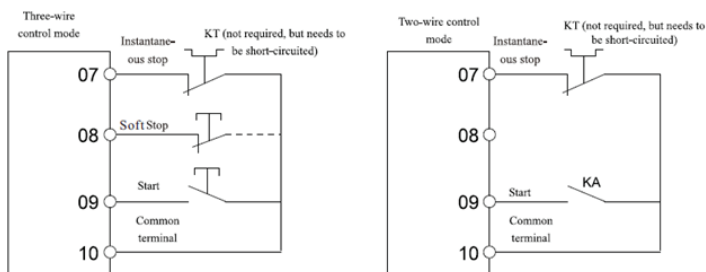 Three-wire
control mode
Instantane-
ous stop
KT (not required, but needs to
be short-circuited)
07
08
Soft Stop
09
Start
Common
terminal
10
Two-wire control
mode
Instantane-
ous stop
KT (not required, but needs to
be short-circuited)
07
08
09
Start
KA
Common
terminal
10